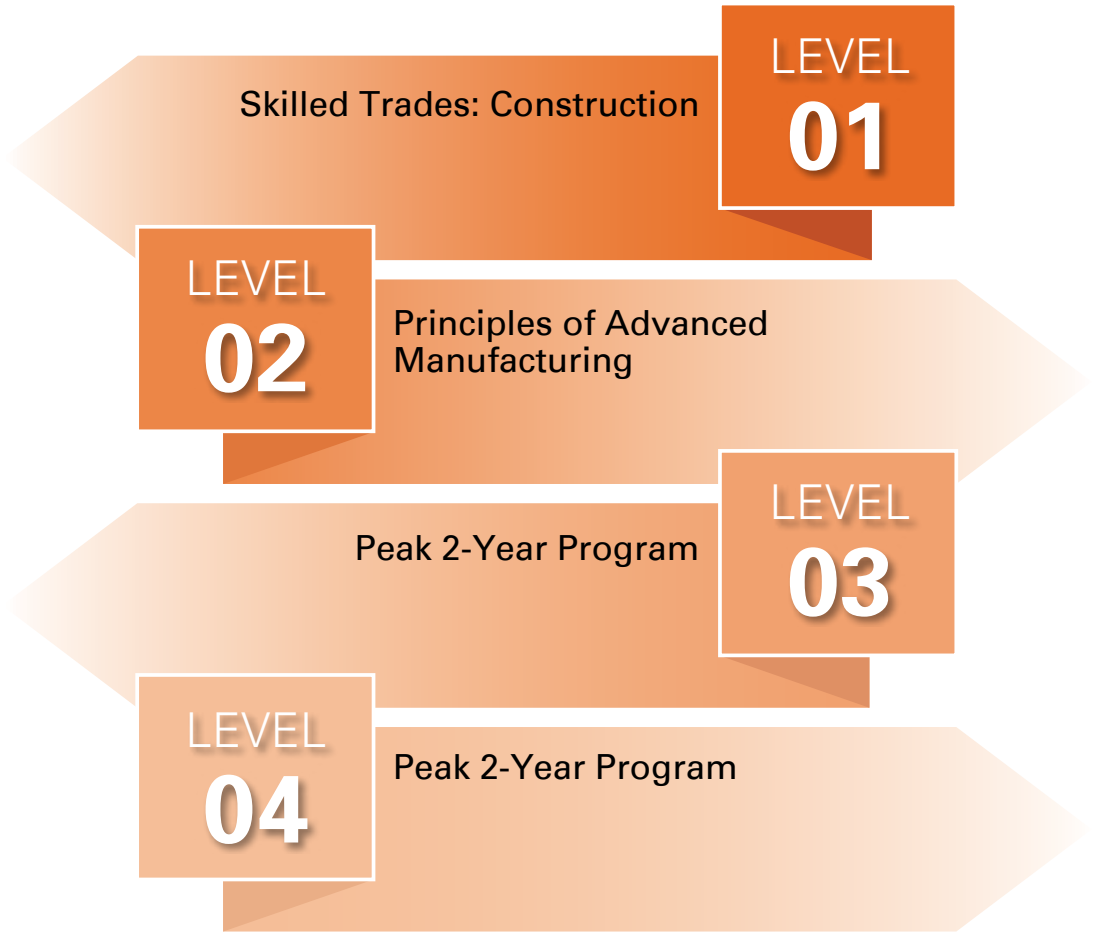 LEVEL
01
Skilled Trades: Construction
LEVEL
02
Principles of Advanced
Manufacturing
LEVEL
03
Peak 2-Year Program
LEVEL
04
Peak 2-Year Program